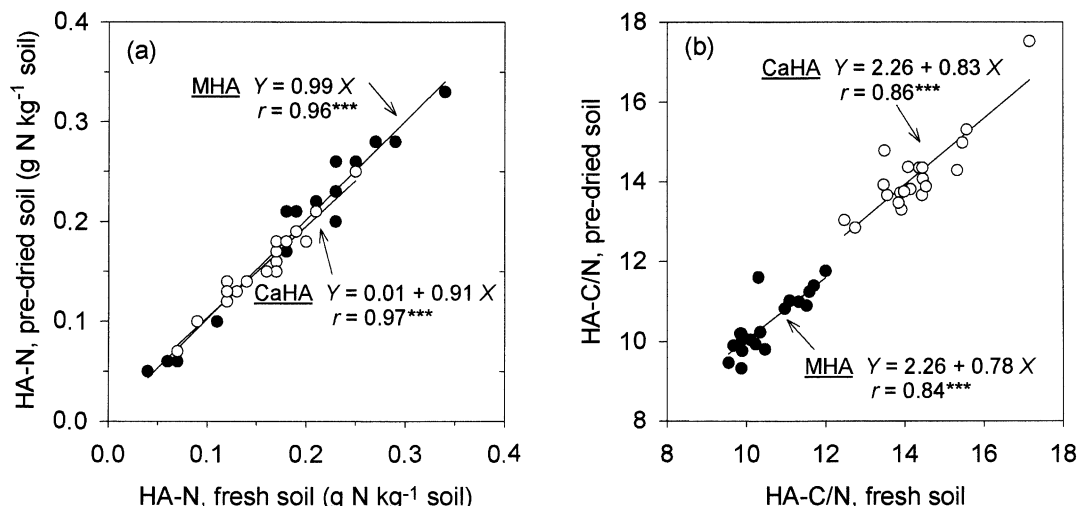 (a)
MHA Y = 0.99 X
r = 0.96***
CaHA Y = 0.01 + 0.91 X
r = 0.97***
HA-N, pre-dried soil (g N kg-1 soil)
0.4
0.3
0.2
0.1
0.0
0.0 0.1 0.2 0.3 0.4
HA-N, fresh soil (g N kg-1 soil)
(b)
CaHA Y = 2.26 + 0.83 X
r = 0.86***
MHA Y = 2.26 + 0.78 X
r = 0.84***
HA-C/N, pre-dried soil
18
16
14
12
10
8
8 10 12 14 16 18
HA-C/N, fresh soil